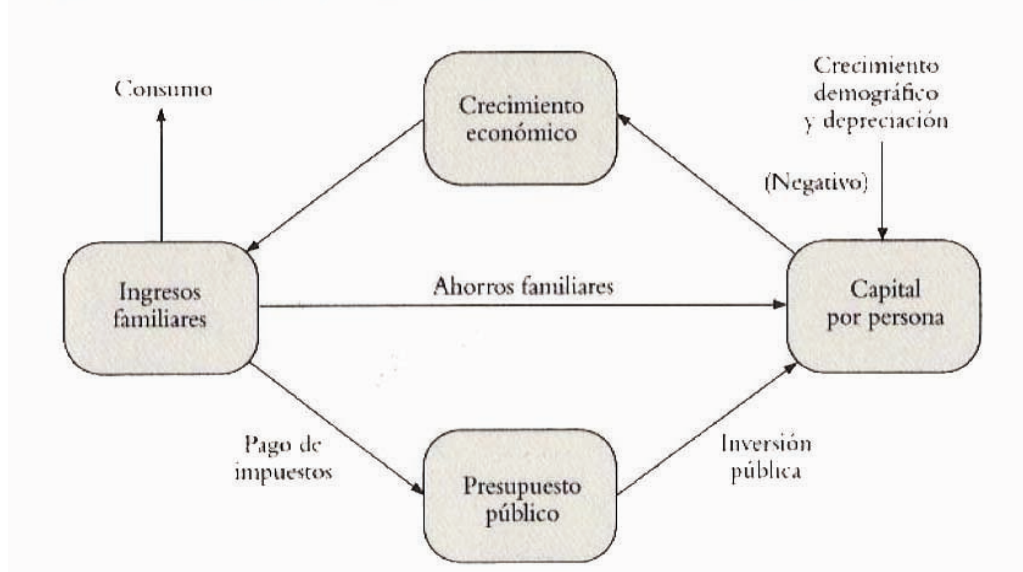 Consumo
Crecimiento
económico
Crecimiento
demográfico
y depreciación
(Negativo)
Ingresos
familiares
Ahorros familiares
Capital
por persona
Pago de
impuestos
Inversión
pública
Presupuesto
público